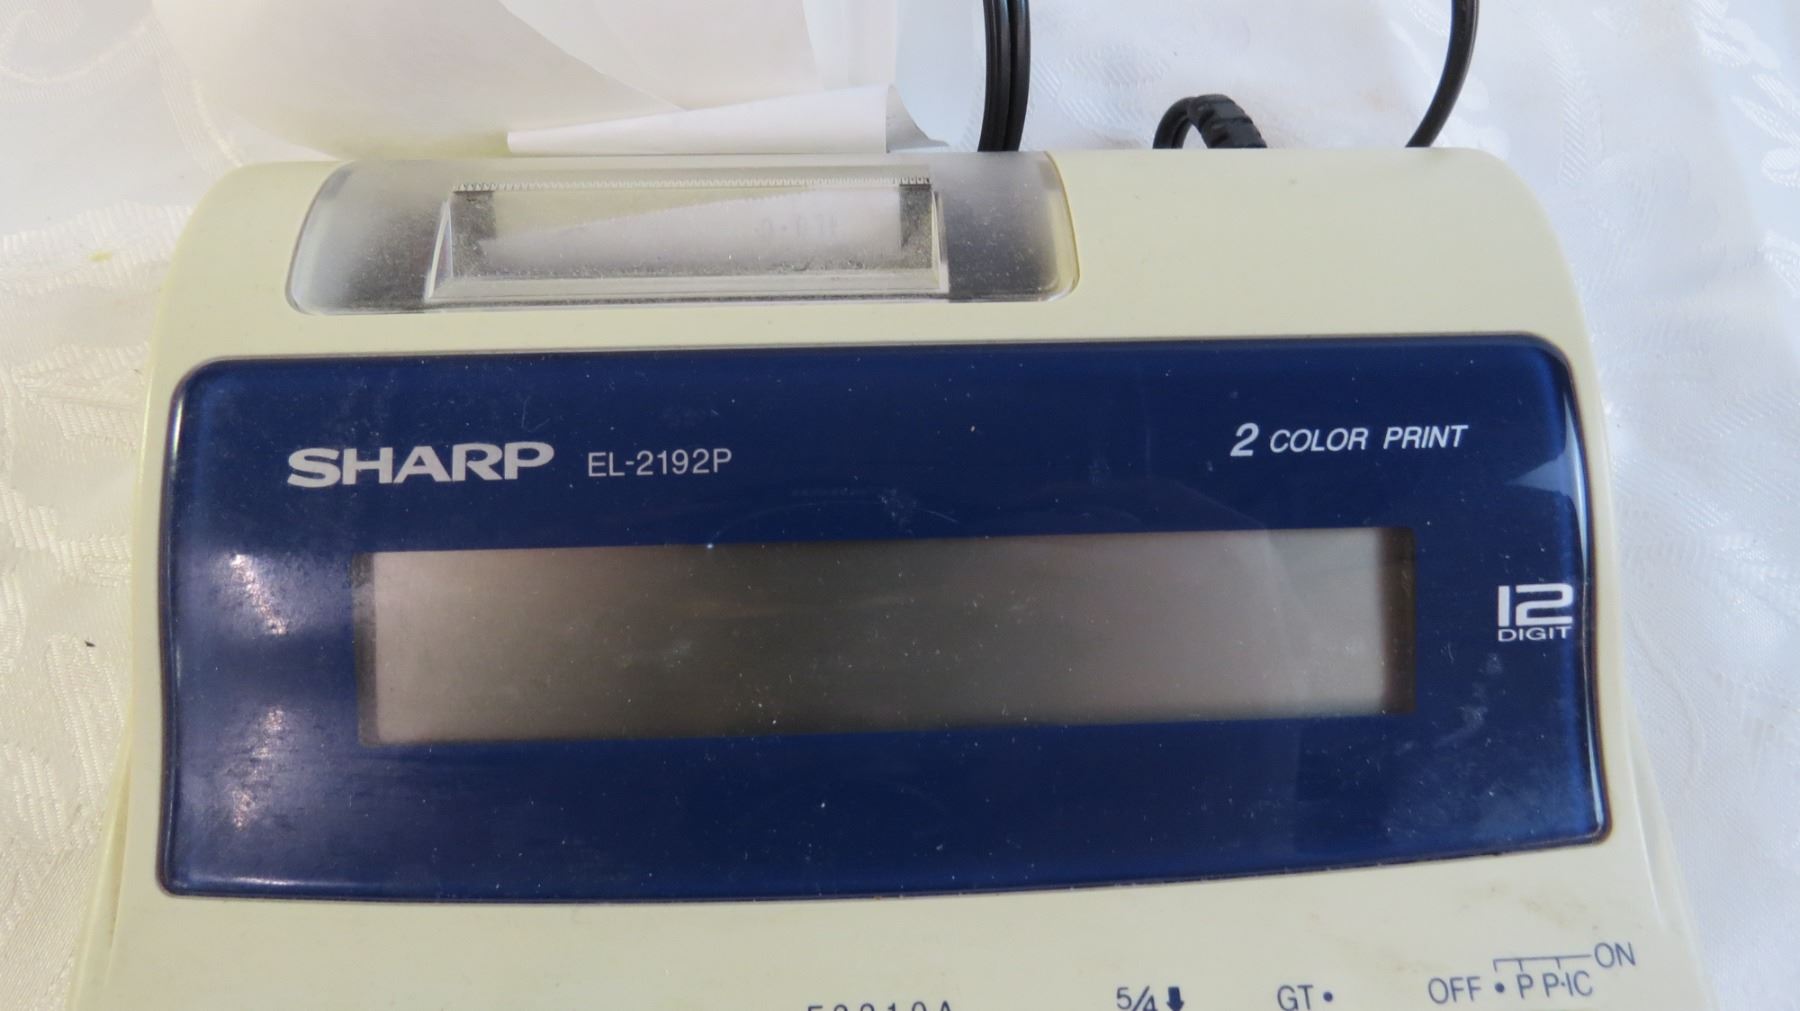 SHARP EL-2192P
2 COLOR PRINT
12
DIGIT
ON
5/4 GT • OFF • P P•IC